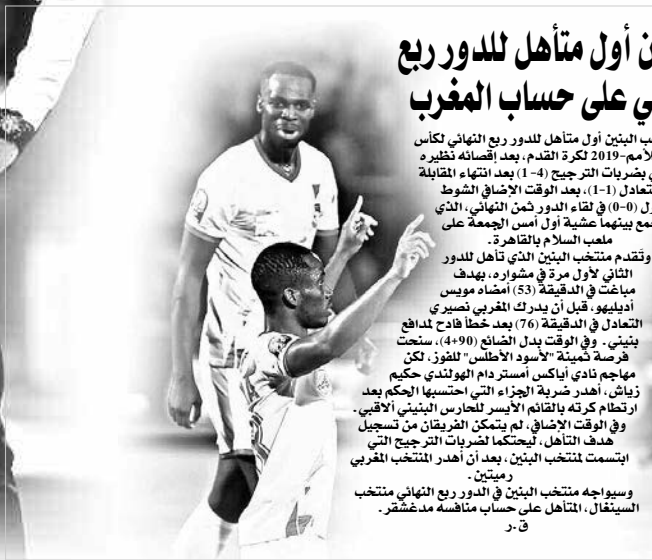 ن أول متأهل للدور ربع
ي على حساب المغرب
ب البنين أول متأهل للدور ربع النهائي لكأس
لأمم-2019 لكرة القدم، بعد إقصائه نظيره
ي بضربات الترجيح (4-1) بعد انتهاء المقابلة
تعادل (1-1)، بعد الوقت الإضافي الشوط
ول (0-0) في لقاء الدور ثمن النهائي، الذي
جمع بينهما عشية أول أمس الجمعة على
ملعب السلام بالقاهرة.
وتقدم منتخب البنين الذي تأهل للدور
الثاني لأول مرة في مشواره، بهدف
مباغت في الدقيقة (53) أمضاه مويس
أديليهو، قبل أن يدرك المغربي نصيري
التعادل في الدقيقة (76) بعد خطأ فادح لمدافع
بنيني. وفي الوقت بدل الضائع (90+4)، سنحت
فرصة ثمينة "لأسود الأطلس" للفوز، لكن
مهاجم نادي أياكس أمستردام الهولندي حكيم
زياش، أهدر ضربة الجزاء التي احتسبها الحكم بعد
ارتطام كرته بالقائم الأيسر للحارس البنيني ألاقبي.
وفي الوقت الإضافي، لم يتمكن الفريقان من تسجيل
هدف التأهل، ليحتكما لضربات الترجيح التي
ابتسمت لمنتخب البنين، بعد أن أهدر المنتخب المغربي
رميتين.
وسيواجه منتخب البنين في الدور ربع النهائي منتخب
السينغال، المتأهل على حساب منافسه مدغشقر.
ق.ر